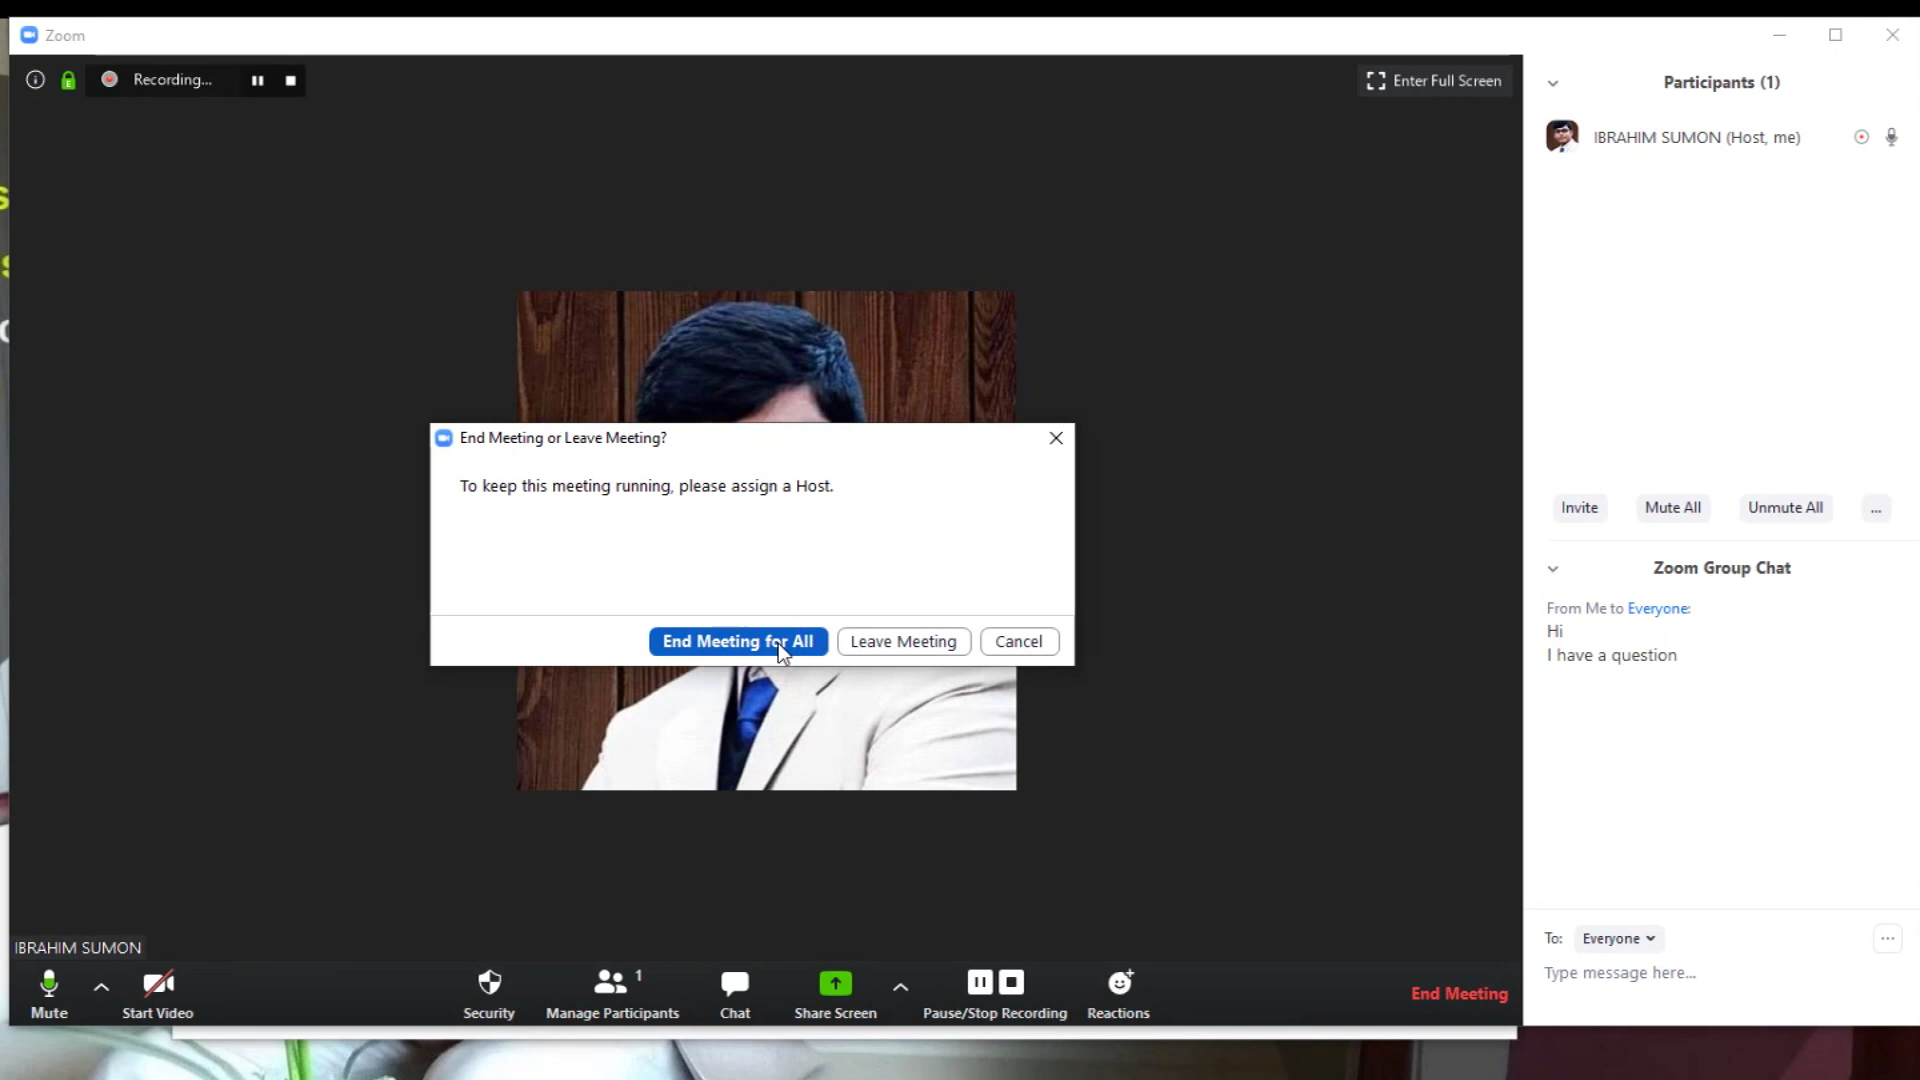 Zoom
Recording...
Enter Full Screen
Participants (1)
IBRAHIM SUMON (Host, me)
End Meeting or Leave Meeting?
To keep this meeting running, please assign a Host.
End Meeting for All
Leave Meeting
Cancel
Invite
Mute All
Unmute All
...
Zoom Group Chat
From Me to Everyone:
Hi
I have a question
To:
Everyone
Type message here...
IBRAHIM SUMON
Mute
Start Video
Security
1
Manage Participants
Chat
Share Screen
Pause/Stop Recording
Reactions
End Meeting